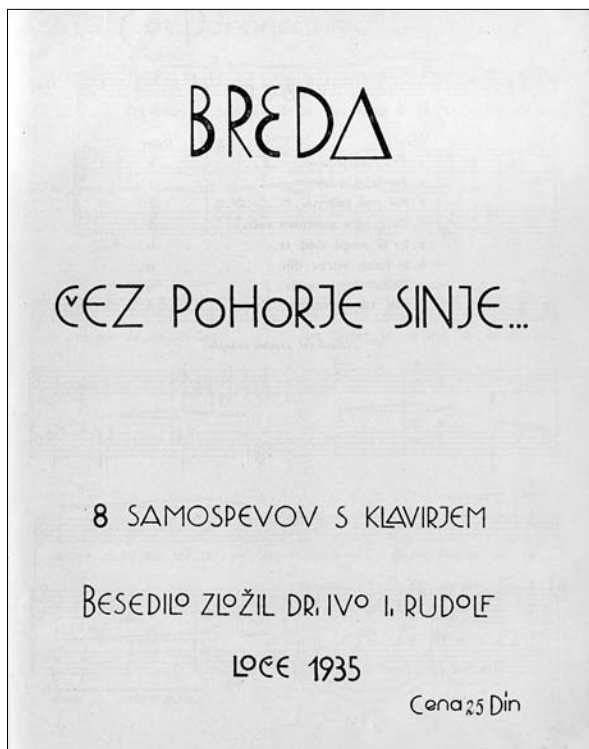 BREDA
ČEZ POHORJE SINJE...
8 SAMOSPEVOV S KLAVIRJEM
BESEDILO ZLOŽIL DR. IVO I. RUDOLF
LOČE 1935
Cena 25 Din